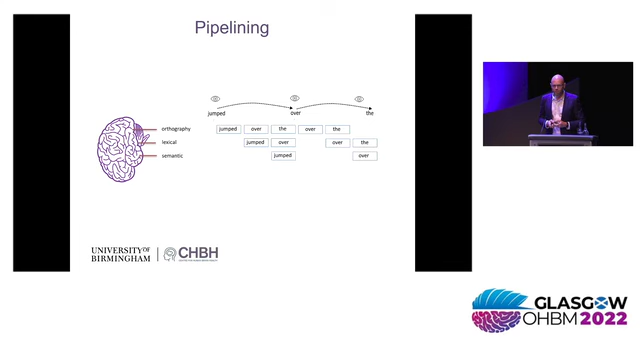 Pipelining
jumped over the
orthography jumped over the over the
lexical jumped over over the
semantic jumped over
UNIVERSITY OF
BIRMINGHAM
CHBH
GLASGOW
OHBM 2022